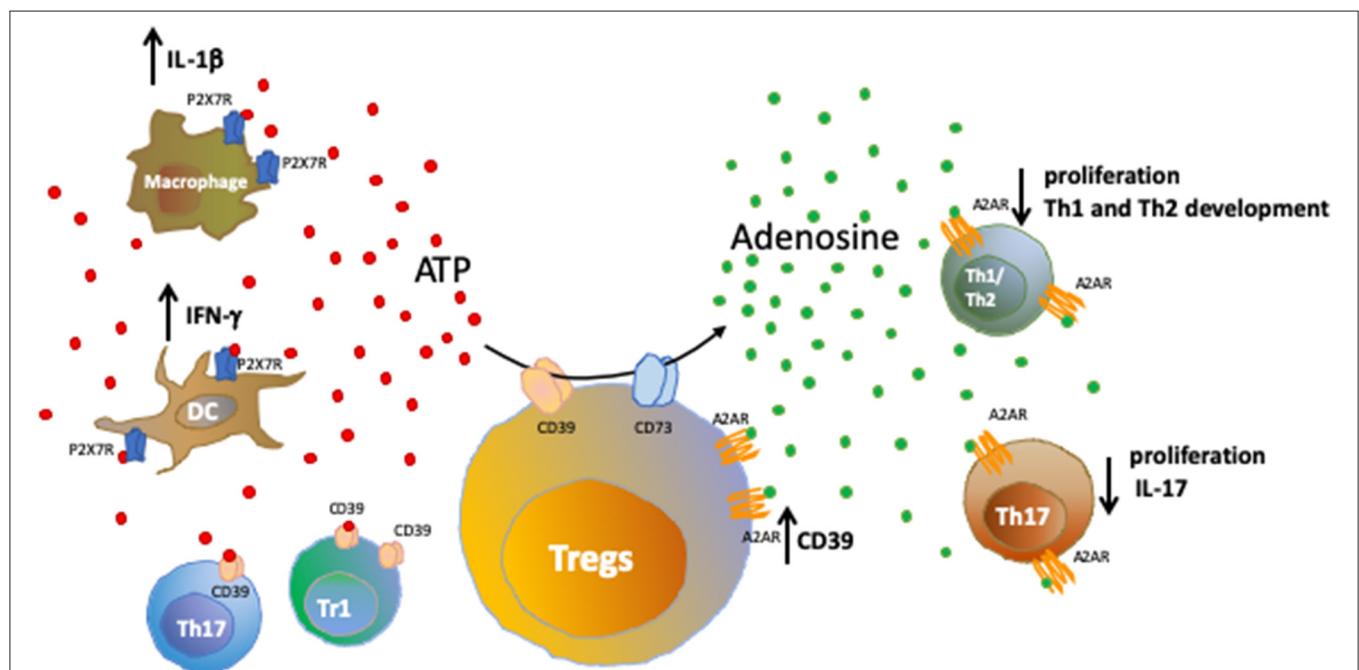 IL-1β
P2X7R
P2X7R
Macrophage
IFN-γ
P2X7R
DC
P2X7R
ATP
CD39
Th17
CD39
CD39
Tr1
CD39
CD73
Tregs
A2AR
A2AR
CD39
Adenosine
A2AR
proliferation
Th1 and Th2 development
Th1/
Th2
A2AR
A2AR
proliferation
IL-17
Th17
A2AR